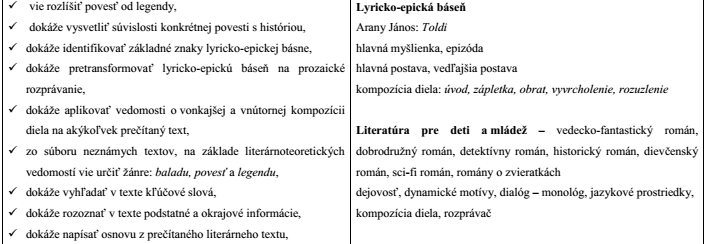 ✓ vie rozlíšiť povesť od legendy,
✓ dokáže vysvetliť súvislosti konkrétnej povesti s históriou,
✓ dokáže identifikovať základné znaky lyricko-epickej básne,
✓ dokáže pretransformovať lyricko-epickú báseň na prozaické
rozprávanie,
✓ dokáže aplikovať vedomosti o vonkajšej a vnútornej kompozícii
diela na akýkoľvek prečítaný text,
✓ zo súboru neznámych textov, na základe literárnoteoretických
vedomostí vie určiť žánre: baladu, povesť a legendu,
✓ dokáže vyhľadať v texte kľúčové slová,
✓ dokáže rozoznať v texte podstatné a okrajové informácie,
✓ dokáže napísať osnovu z prečítaného literárneho textu,
Lyricko-epická báseň
Arany János: Toldi
hlavná myšlienka, epizóda
hlavná postava, vedľajšia postava
kompozícia diela: úvod, zápletka, obrat, vyvrcholenie, rozuzlenie
Literatúra pre deti a mládež – vedecko-fantastický román,
dobrodružný román, detektívny román, historický román, dievčenský
román, sci-fi román, romány o zvieratkách
dejovosť, dynamické motívy, dialóg – monológ, jazykové prostriedky,
kompozícia diela, rozprávač